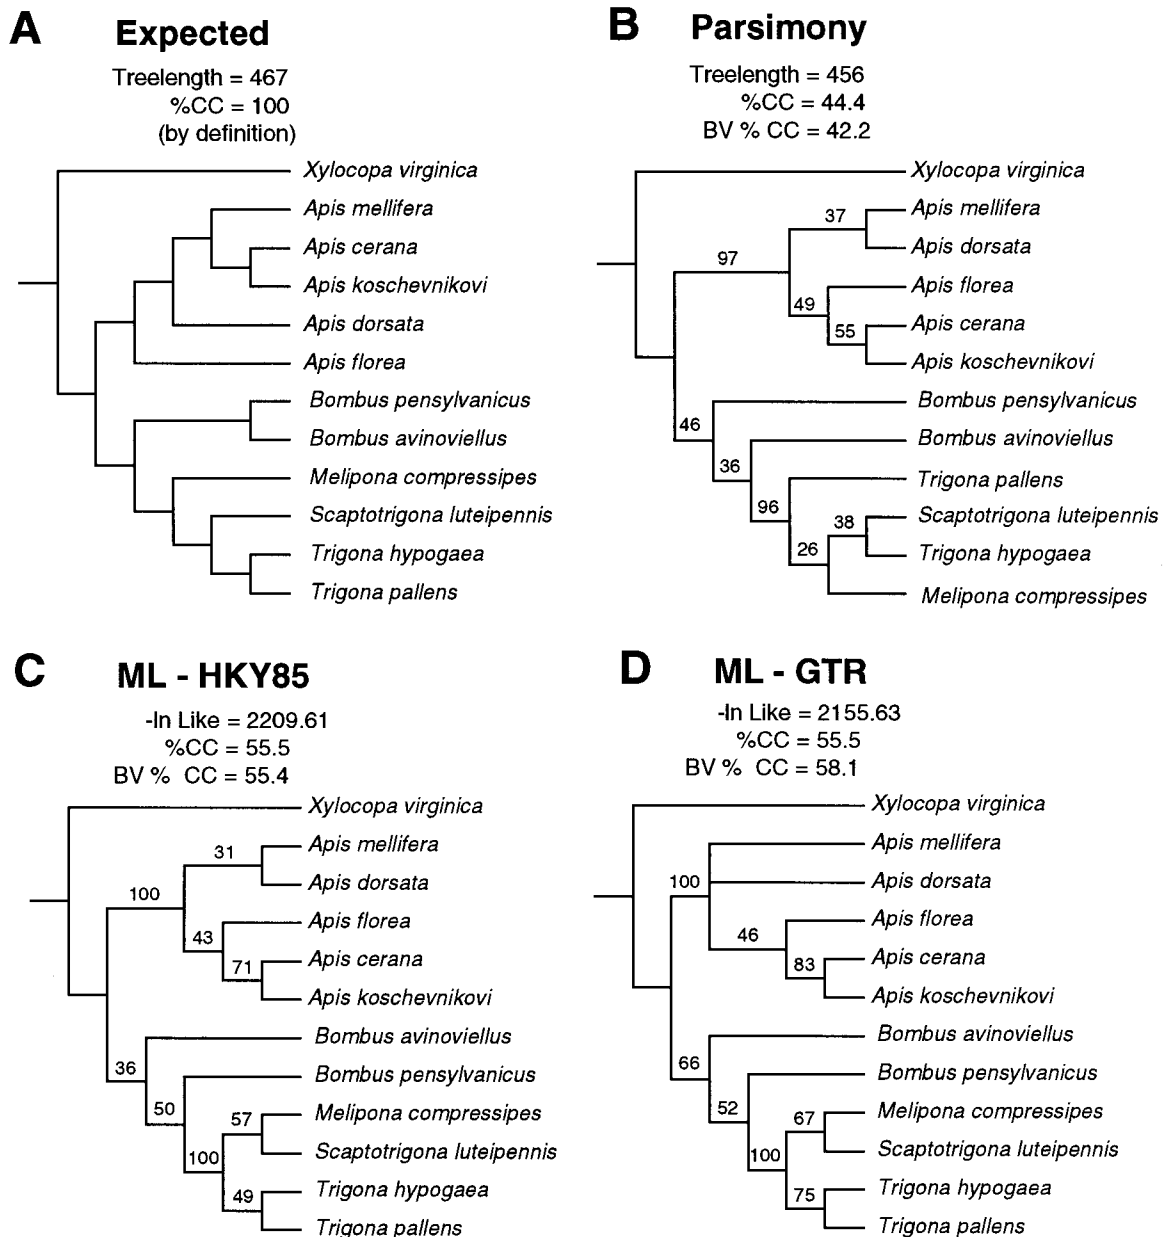 A Expected
Treelength = 467
%CC = 100
(by definition)
Xylocopa virginica
Apis mellifera
Apis cerana
Apis koschevnikovi
Apis dorsata
Apis florea
Bombus pensylvanicus
Bombus avinoviellus
Melipona compressipes
Scaptotrigona luteipennis
Trigona hypogaea
Trigona pallens
B Parsimony
Treelength = 456
%CC = 44.4
BV % CC = 42.2
Xylocopa virginica
37 Apis mellifera
Apis dorsata
97
Apis florea
49
Apis cerana
55
Apis koschevnikovi
Bombus pensylvanicus
46
Bombus avinoviellus
36
Trigona pallens
96
Scaptotrigona luteipennis
38
Trigona hypogaea
26
Melipona compressipes
C ML - HKY85
-ln Like = 2209.61
%CC = 55.5
BV % CC = 55.4
Xylocopa virginica
Apis mellifera
31
Apis dorsata
100
Apis florea
43
Apis cerana
71
Apis koschevnikovi
Bombus avinoviellus
36
Bombus pensylvanicus
50
Melipona compressipes
57
Scaptotrigona luteipennis
100
Trigona hypogaea
49
Trigona pallens
D ML - GTR
-ln Like = 2155.63
%CC = 55.5
BV % CC = 58.1
Xylocopa virginica
Apis mellifera
100 Apis dorsata
Apis florea
46
Apis cerana
83
Apis koschevnikovi
Bombus avinoviellus
66
Bombus pensylvanicus
52
Melipona compressipes
67
Scaptotrigona luteipennis
100
Trigona hypogaea
75
Trigona pallens